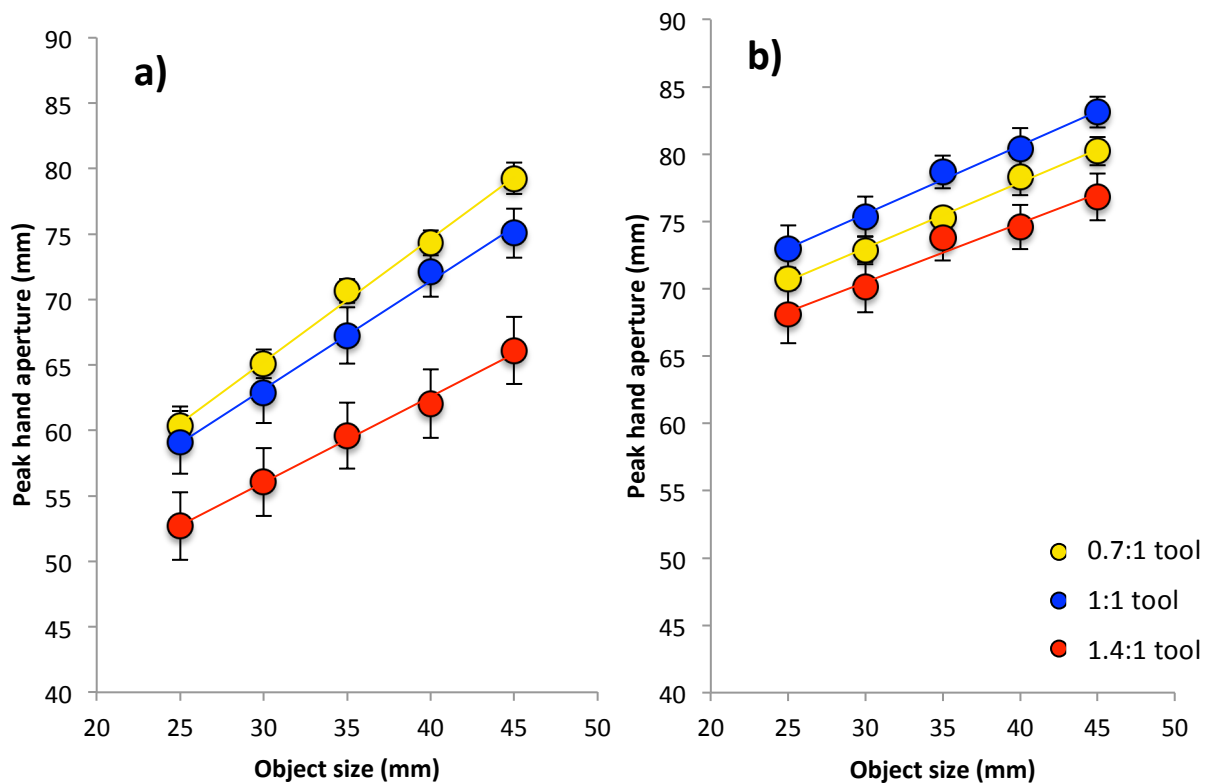 a)
90
80
70
60
50
40
85
75
65
55
45
Peak hand aperture (mm)
20 25 30 35 40 45 50
Object size (mm)
b)
90
85
80
75
70
65
60
55
50
45
40
Peak hand aperture (mm)
20 25 30 35 40 45 50
Object size (mm)
0.7:1 tool
1:1 tool
1.4:1 tool